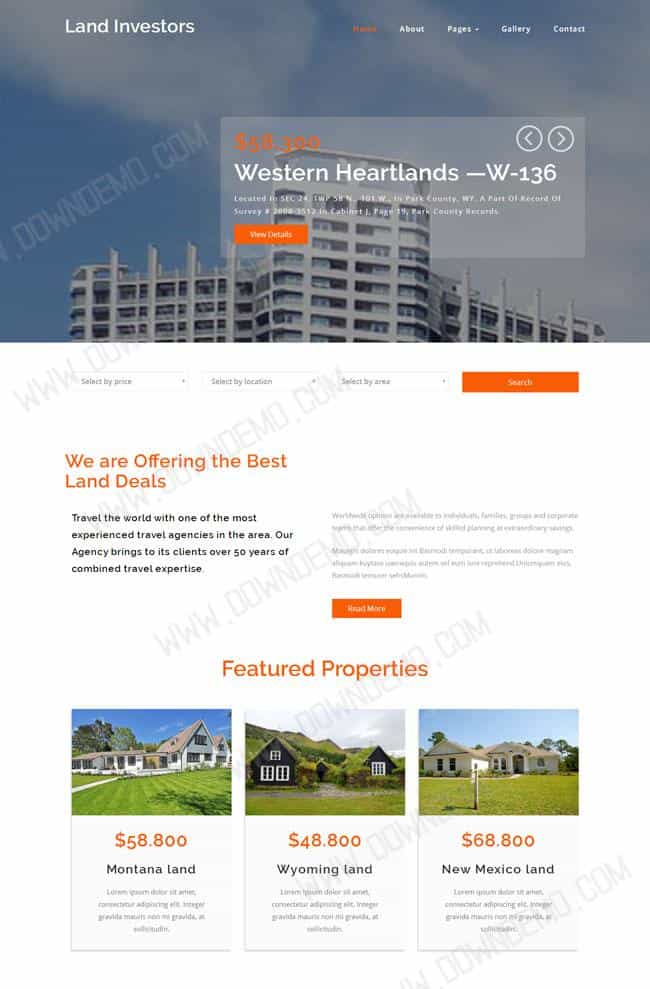 Land Investors
Home About Pages Gallery Contact
$58.300
Western Heartlands —W-136
Located In SEC 24, TWP 58 N., 101 W., In Park County, WY. A Part Of Record Of
Survey # 2008-3512 In Cabinet J, Page 19, Park County Records.
View Details
Select by price
Select by location
Select by area
Search
We are Offering the Best
Land Deals
Travel the world with one of the most
experienced travel agencies in the area. Our
Agency brings to its clients over 50 years of
combined travel expertise.
Worldwide options are available to individuals, families, groups and corporate
teams that offer the convenience of skilled planning at extraordinary savings.
dolores eoquie int Basmodi temporant, ut laboreas dolore magnam
aliquam kuytase uaeraquis autem vel eum iure reprehend.Unicmquam eius,
Basmodi temurer sehsMunim.
Read More
Featured Properties
$58.800
Montana land
Lorem ipsum dolor sit amet,
consectetur adipiscing elit. Integer
gravida mauris non mi gravida, at
sollicitudin.
$48.800
Wyoming land
Lorem ipsum dolor sit amet,
consectetur adipiscing elit. Integer
gravida mauris non mi gravida, at
sollicitudin.
$68.800
New Mexico land
Lorem ipsum dolor sit amet,
consectetur adipiscing elit. Integer
gravida mauris non mi gravida, at
sollicitudin.
WWW.DOWNDEMO.COM
WWW.DOWNDEMO.COM
WWW.DOWNDEMO.COM